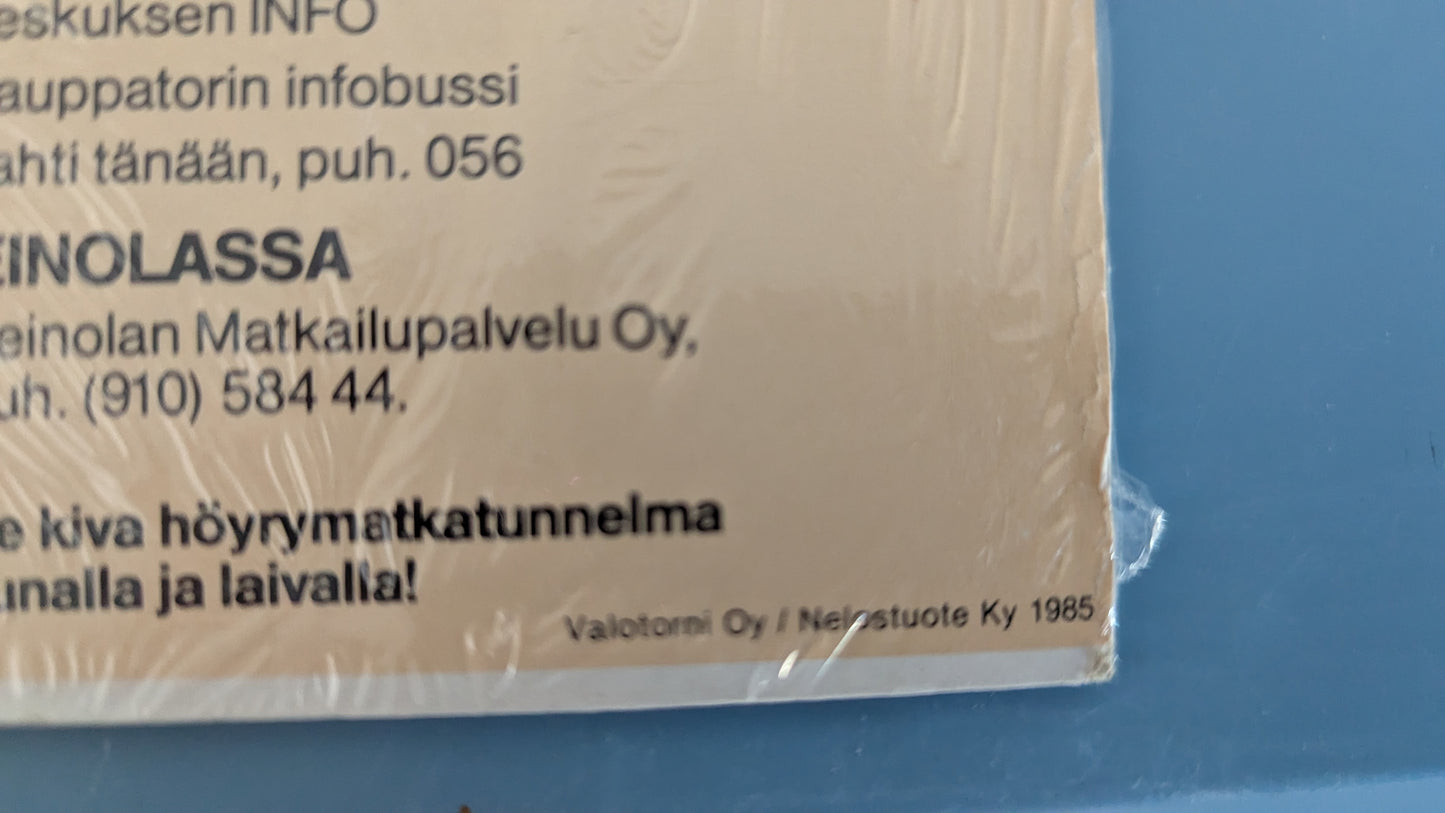 eskuksen INFO
auppatorin infobussi
ahti tänään, puh. 056
EINOLASSA
einolan Matkailupalvelu Oy,
uh. (910) 584 44.
e kiva höyrymatkatunnelma
unalla ja laivalla!
Valotorni Oy / Nelostuote Ky 1985